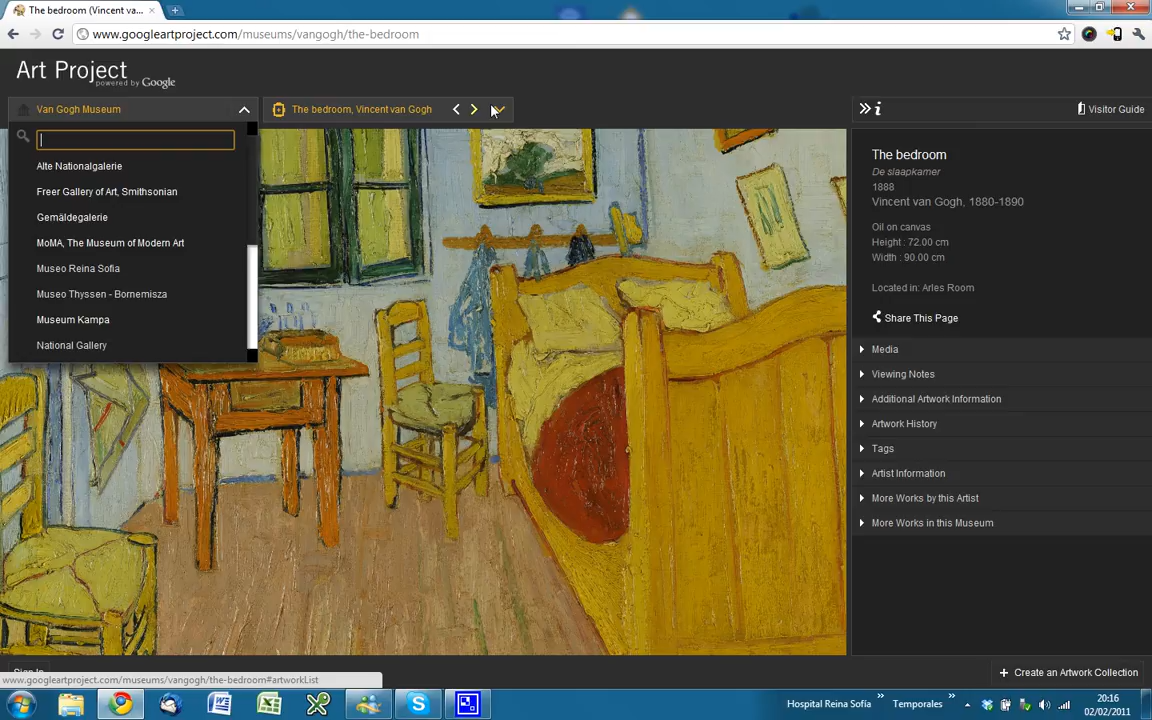 The bedroom (Vincent van...
www.googleartproject.com/museums/vangogh/the-bedroom
Art Project
powered by Google
Van Gogh Museum
The bedroom, Vincent van Gogh
Visitor Guide
Alte Nationalgalerie
Freer Gallery of Art, Smithsonian
Gemäldegalerie
MoMA, The Museum of Modern Art
Museo Reina Sofia
Museo Thyssen - Bornemisza
Museum Kampa
National Gallery
The bedroom
De slaapkamer
1888
Vincent van Gogh, 1880-1890
Oil on canvas
Height : 72.00 cm
Width : 90.00 cm
Located in: Arles Room
Share This Page
Media
Viewing Notes
Additional Artwork Information
Artwork History
Tags
Artist Information
More Works by this Artist
More Works in this Museum
Sign In
www.googleartproject.com/museums/vangogh/the-bedroom#artworkList
+ Create an Artwork Collection
Hospital Reina Sofía
Temporales
20:16
02/02/2011